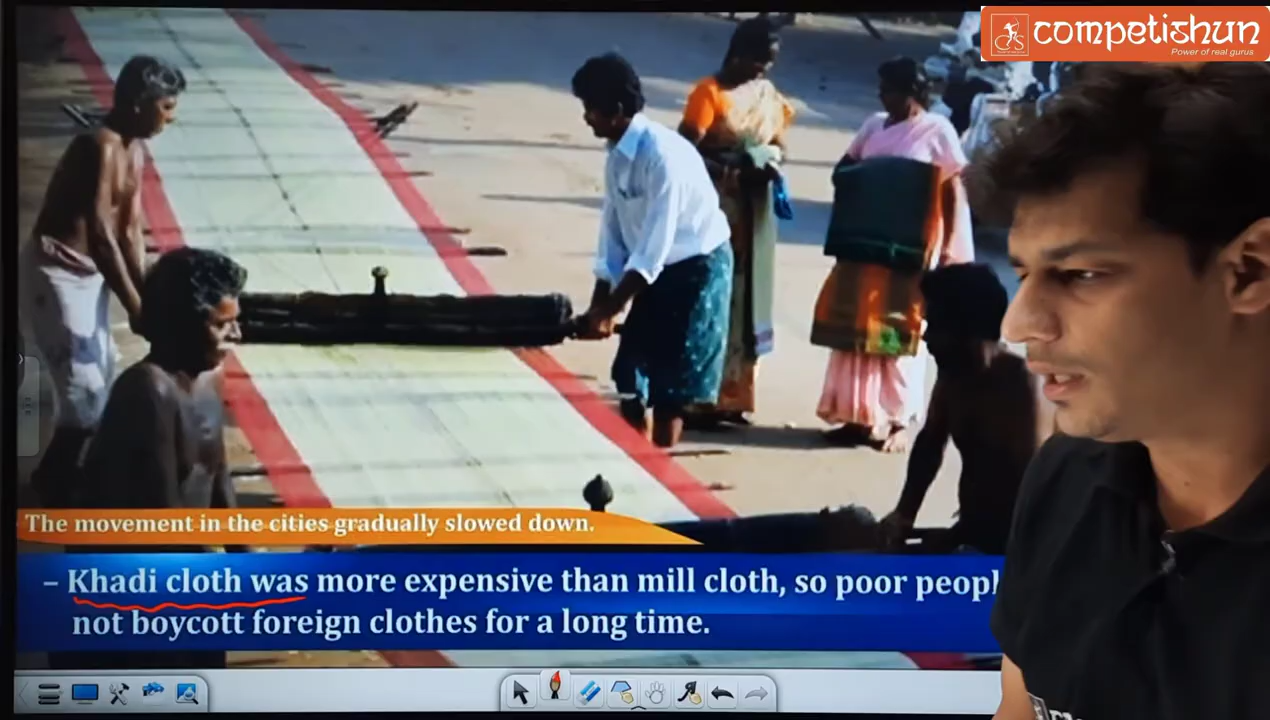 competishun
Power of real gurus
The movement in the cities gradually slowed down.
– Khadi cloth was more expensive than mill cloth, so poor
not boycott foreign clothes for a long time.